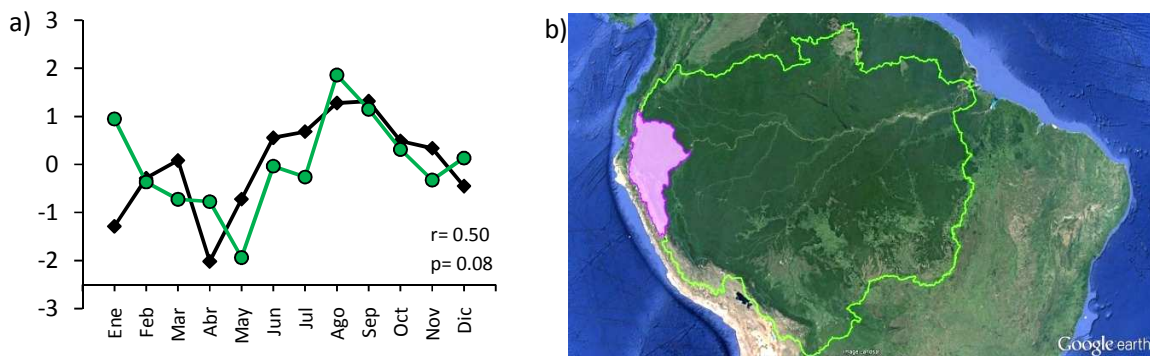 a)
3
2
1
0
-1
-2
-3
r= 0.50
p= 0.08
Ene
Feb
Mar
Abr
May
Jun
Jul
Ago
Sep
Oct
Nov
Dic
b)
Google earth